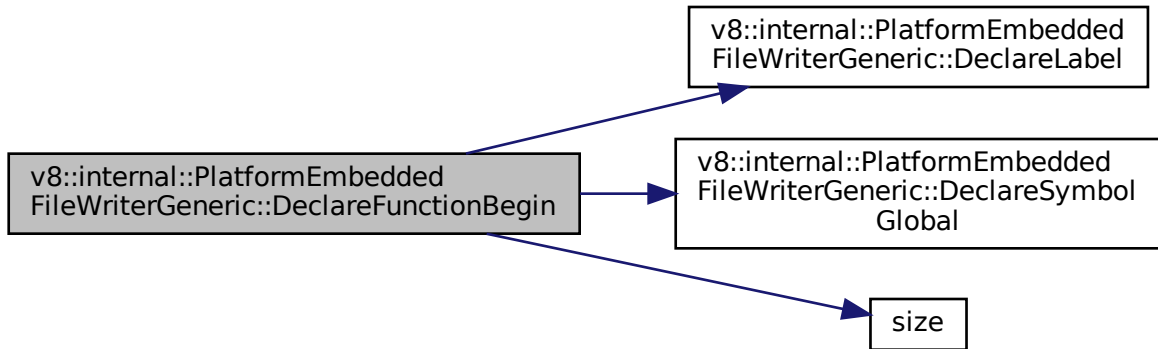 v8::internal::PlatformEmbedded
FileWriterGeneric::DeclareFunctionBegin
v8::internal::PlatformEmbedded
FileWriterGeneric::DeclareLabel
v8::internal::PlatformEmbedded
FileWriterGeneric::DeclareSymbol
Global
size